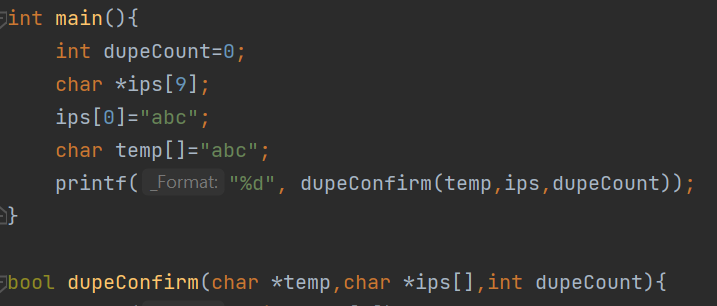 int main(){
int dupeCount=0;
char *ips[9];
ips[0]="abc";
char temp[]="abc";
printf( _Format: "%d", dupeConfirm(temp,ips,dupeCount));
}
bool dupeConfirm(char *temp,char *ips[],int dupeCount){